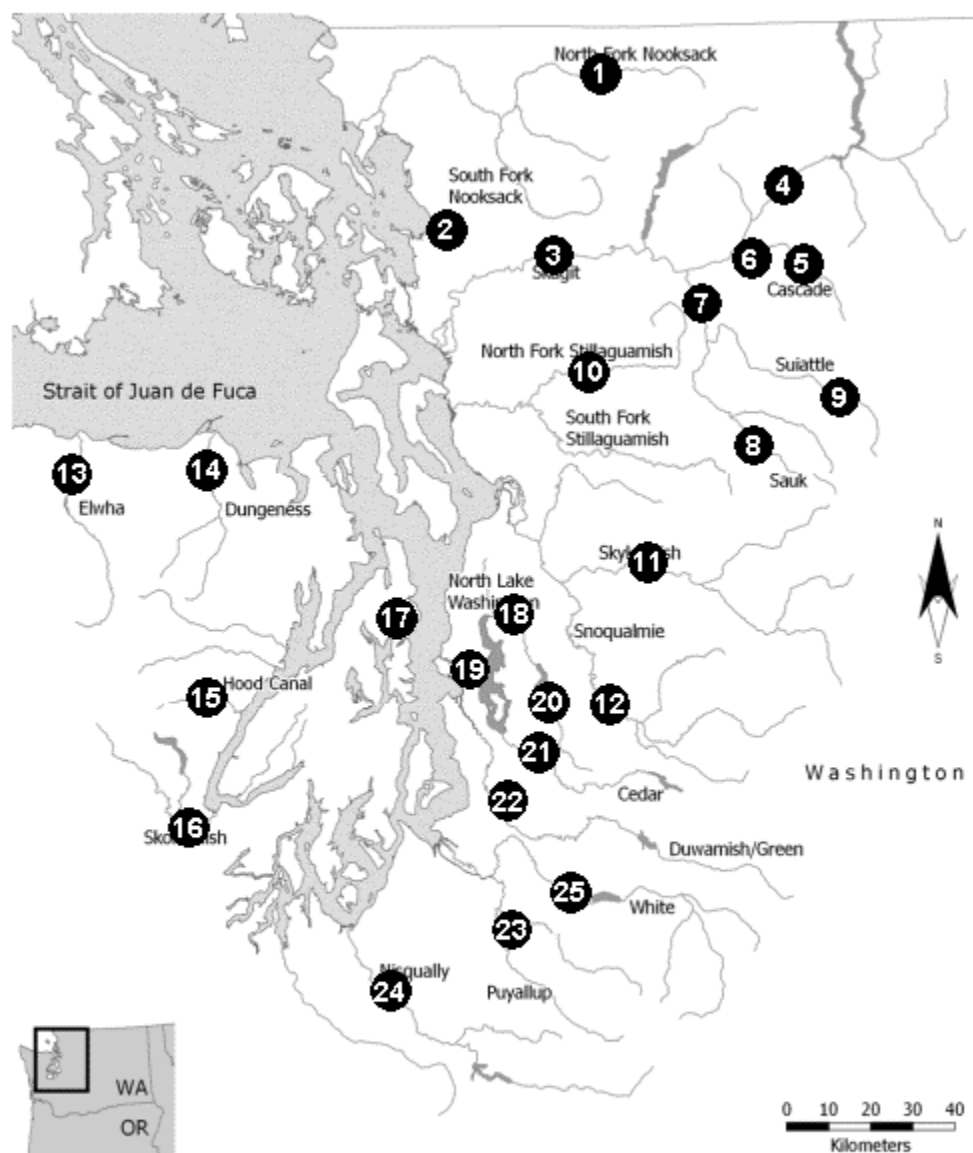 North Fork Nooksack
1
South Fork
Nooksack
2
3
Skagit
4
5
6
Cascade
7
North Fork Stillaguamish
10
Suiattle
9
Strait of Juan de Fuca
South Fork
Stillaguamish
8
Sauk
13
Elwha
14
Dungeness
N
S
11
North Lake
Washington
18
17
Snoqualmie
19
15
Hood Canal
20
12
21
Washington
Cedar
22
16
Duwamish/Green
25
White
23
Nisqually
24
Puyallup
WA
OR
0 10 20 30 40
Kilometers